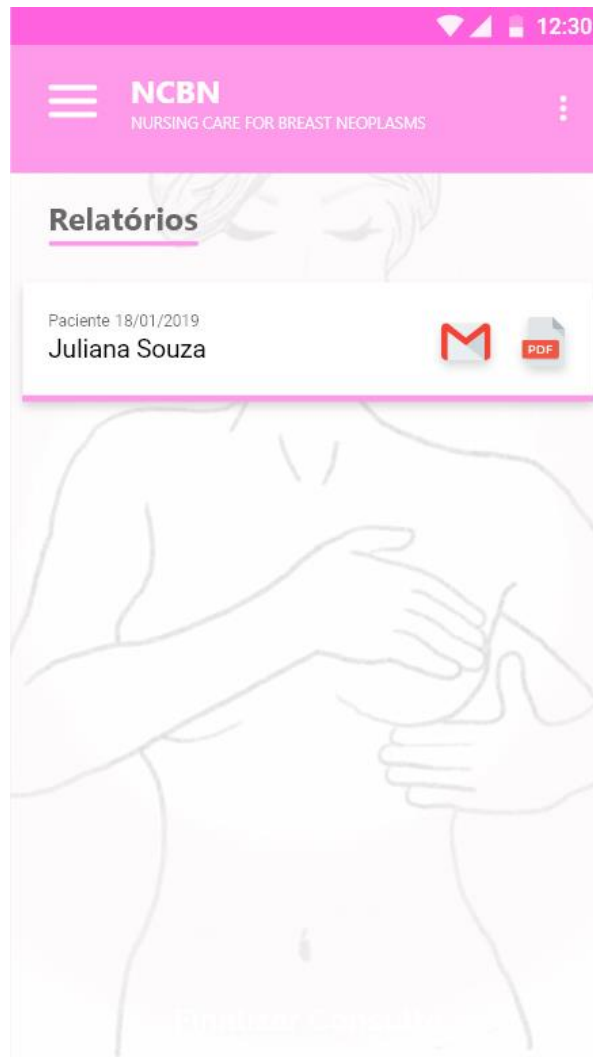 12:30
NCBN
NURSING CARE FOR BREAST NEOPLASMS
Relatórios
Paciente 18/01/2019
Juliana Souza
PDF